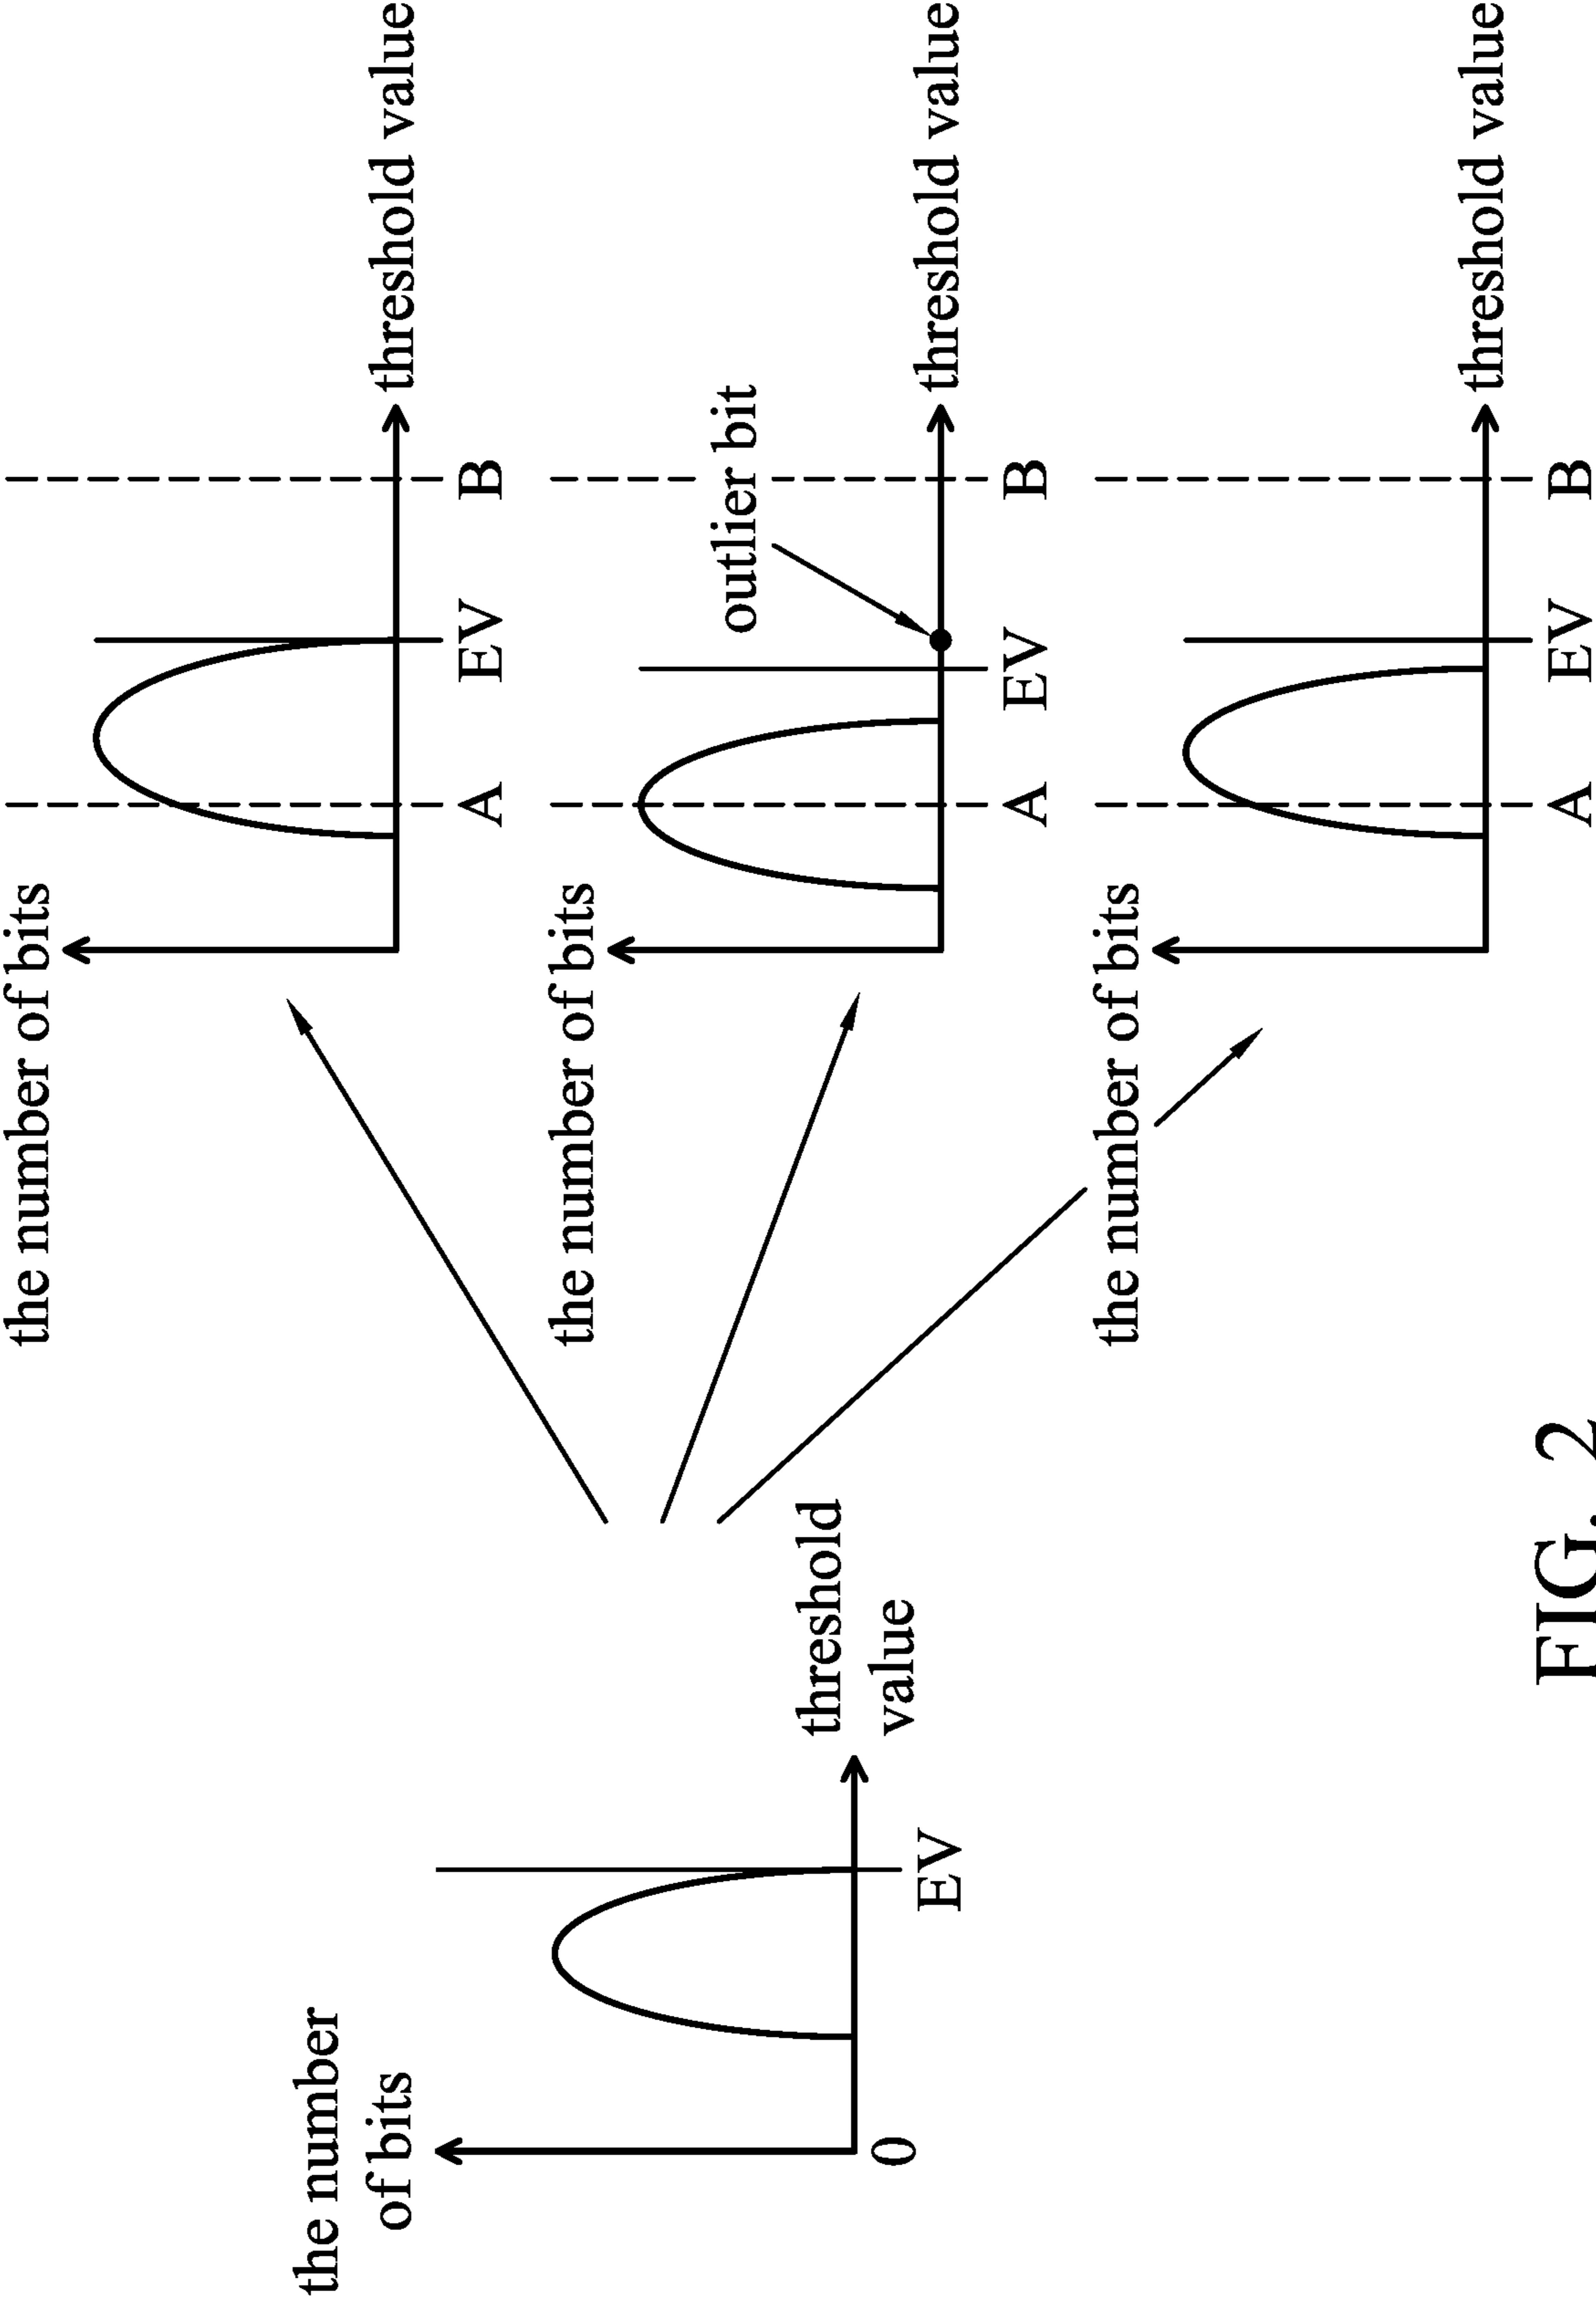 the number
of bits
0
EV
threshold
value
the number of bits
A
EV
B
threshold value
the number of bits
outlier bit
A
EV
B
threshold value
the number of bits
A
EV
B
threshold value
FIG. 2